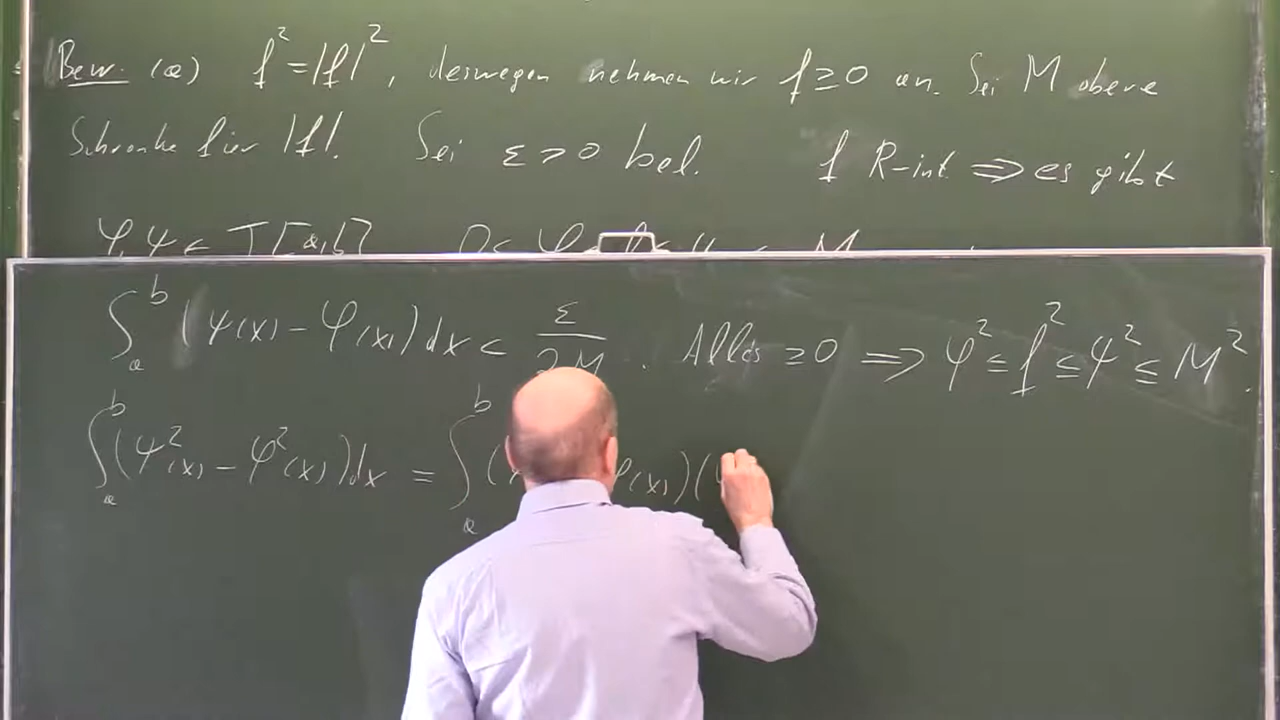 Bew. (a) f² = |f|², deswegen nehmen wir f ≥ 0 an. Sei M obere
Schranke für |f|. Sei ε > 0 bel. f R-int ⇒ es gibt
φ, ψ ∈ T[a,b] 0 ≤ φ ≤ f ≤ ψ ≤ M
∫ₐᵇ (ψ(x) − φ(x)) dx < ε/2M . Alles ≥ 0 ⇒ φ² ≤ f² ≤ ψ² ≤ M².
∫ₐᵇ (ψ²(x) − φ²(x)) dx = ∫ₐᵇ ( φ(x))(